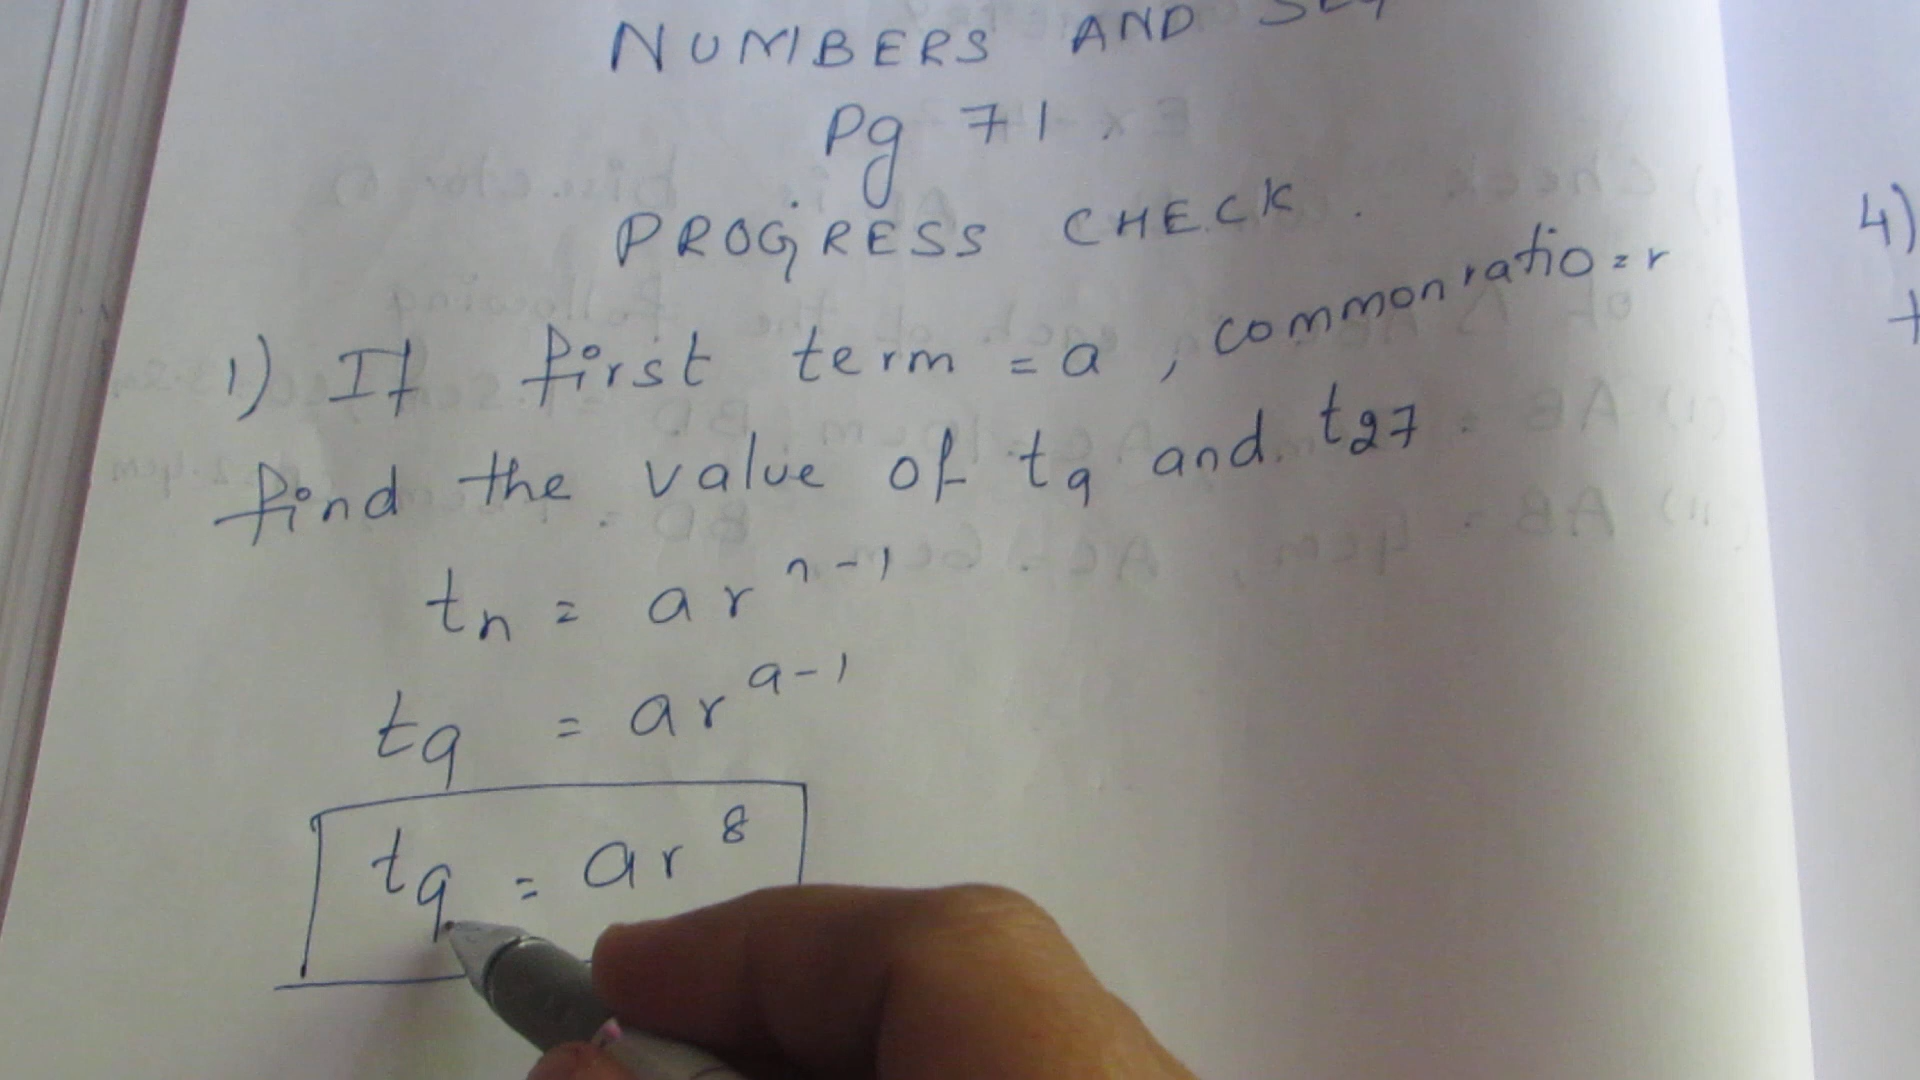 NUMBERS AND SEQ
Pg 71.
PROGRESS CHECK.
1) If first term = a, common ratio = r
find the value of t9 and t27.
tn = ar^n-1
t9 = ar^9-1
t9 = ar^8
4)